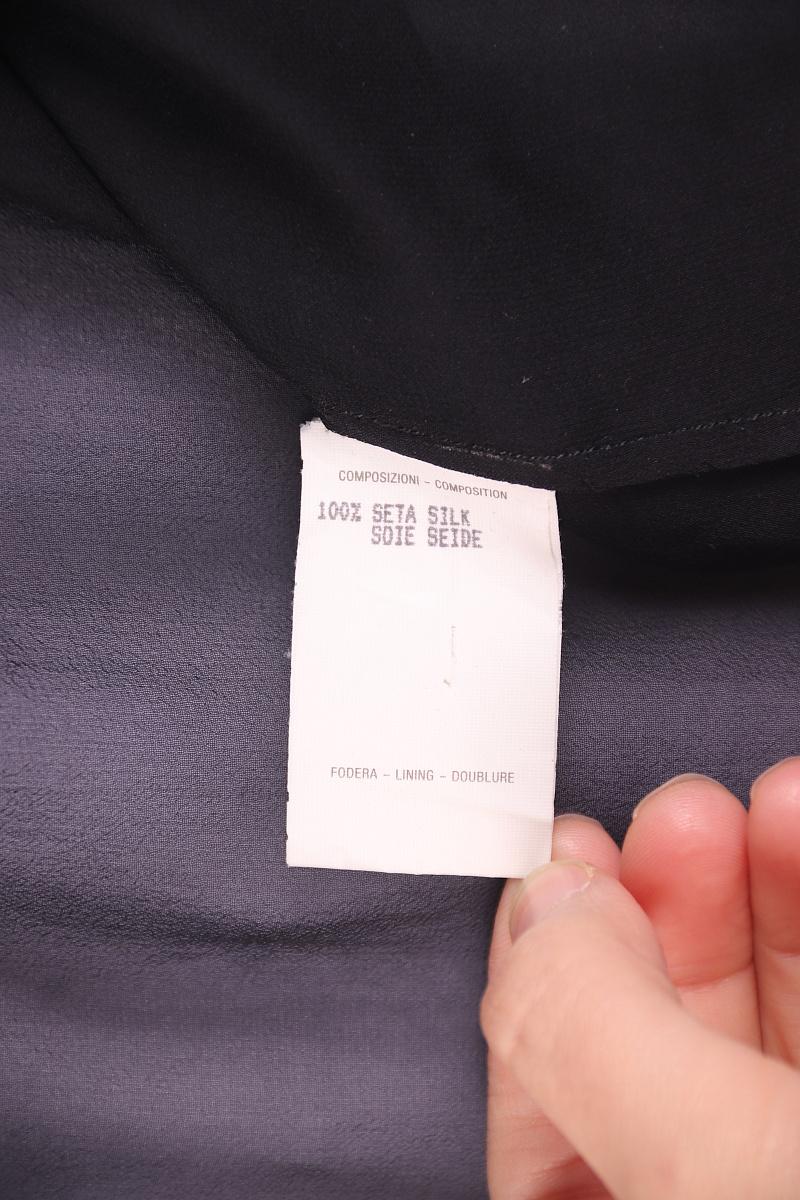 COMPOSIZIONI - COMPOSITION
100% SETA SILK
SOIE SEIDE
FODERA - LINING - DOUBLURE